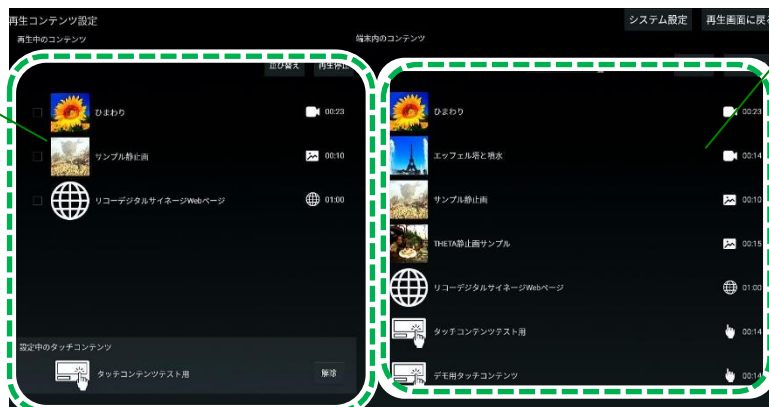 再生コンテンツ設定
システム設定
再生画面に戻る
再生中のコンテンツ
端末内のコンテンツ
並び替え
再生停止
ひまわり
00:23
サンプル静止画
00:10
リコーデジタルサイネージWebページ
01:00
設定中のタッチコンテンツ
タッチコンテンツテスト用
解除
ひまわり
00:23
エッフェル塔と噴水
00:14
サンプル静止画
00:10
THETA静止画サンプル
00:15
リコーデジタルサイネージWebページ
01:00
タッチコンテンツテスト用
00:14
デモ用タッチコンテンツ
00:14